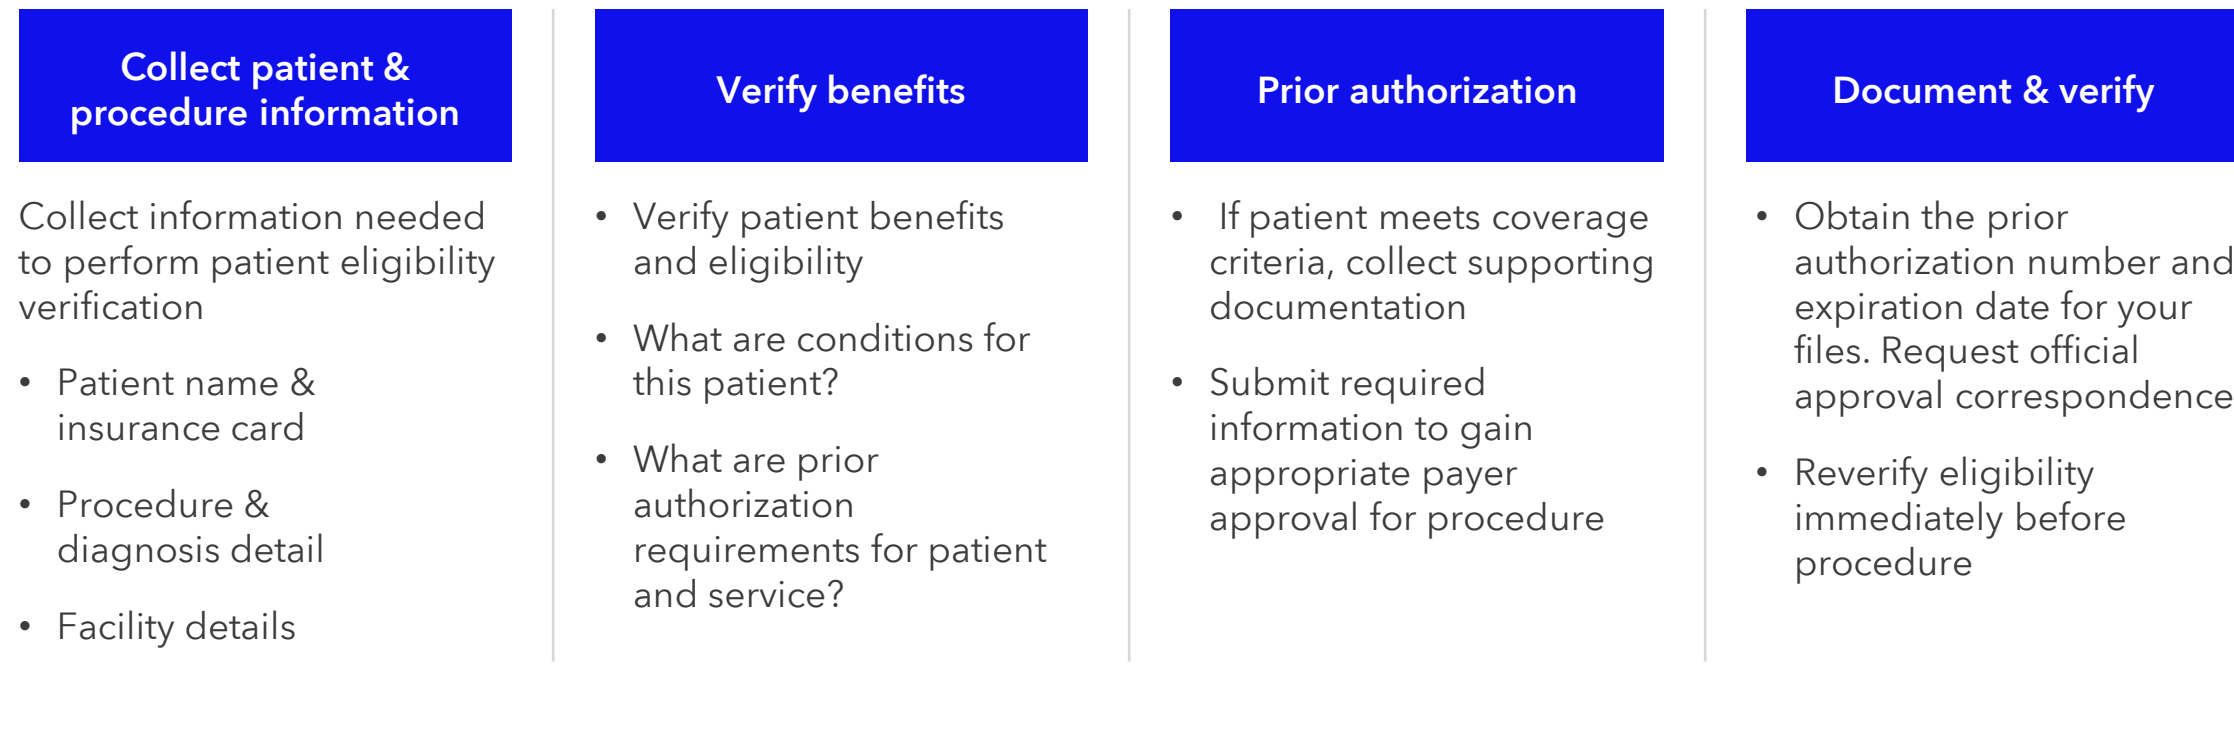 Collect patient &
procedure information
Collect information needed
to perform patient eligibility
verification
• Patient name &
insurance card
• Procedure &
diagnosis detail
• Facility details
Verify benefits
• Verify patient benefits
and eligibility
• What are conditions for
this patient?
• What are prior
authorization
requirements for patient
and service?
Prior authorization
• If patient meets coverage
criteria, collect supporting
documentation
• Submit required
information to gain
appropriate payer
approval for procedure
Document & verify
• Obtain the prior
authorization number and
expiration date for your
files. Request official
approval correspondence
• Reverify eligibility
immediately before
procedure